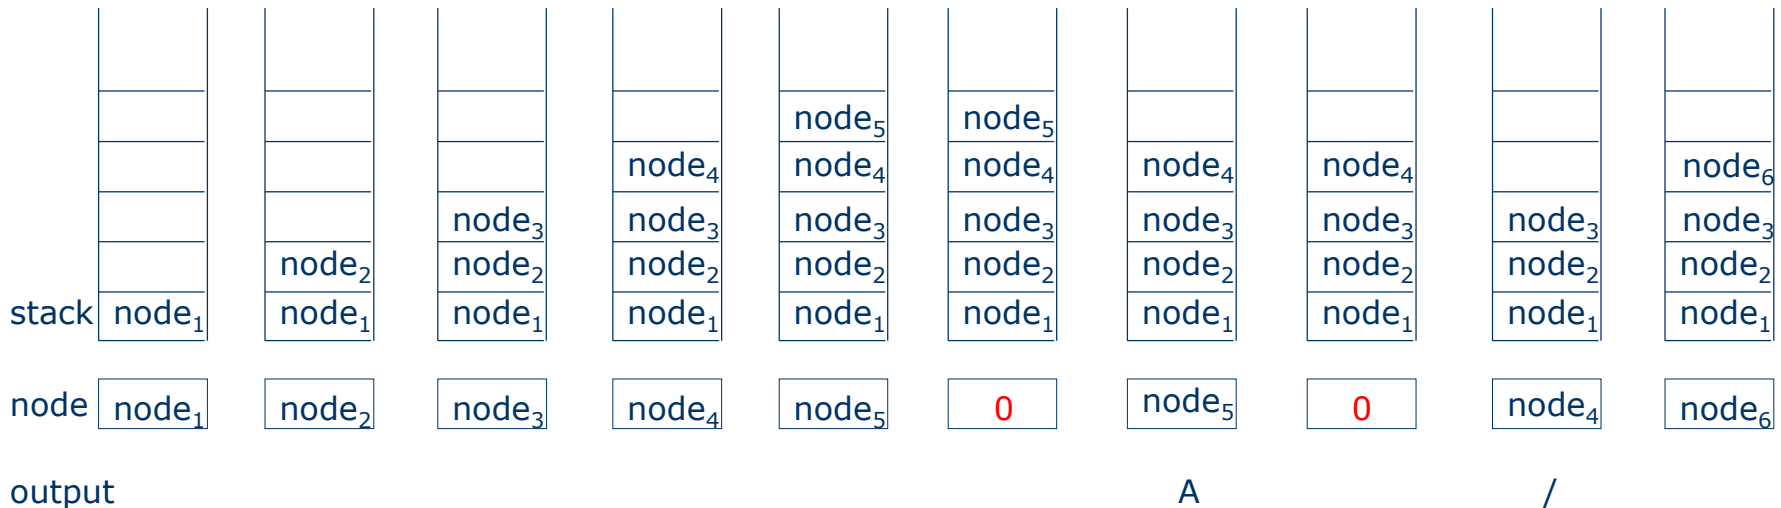 node₅ node₅
node₄ node₄ node₄ node₄ node₄ node₆
node₃ node₃ node₃ node₃ node₃ node₃ node₃ node₃
node₂ node₂ node₂ node₂ node₂ node₂ node₂ node₂ node₂
stack node₁ node₁ node₁ node₁ node₁ node₁ node₁ node₁ node₁ node₁
node node₁ node₂ node₃ node₄ node₅ 0 node₅ 0 node₄ node₆
output A /